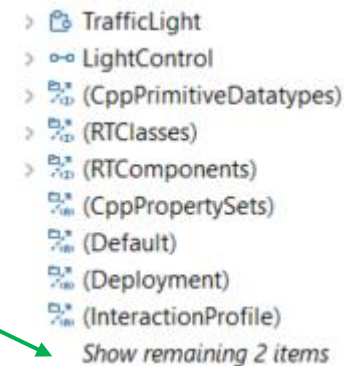 TrafficLight
LightControl
(CppPrimitiveDatatypes)
(RTClasses)
(RTComponents)
(CppPropertySets)
(Default)
(Deployment)
(InteractionProfile)
Show remaining 2 items